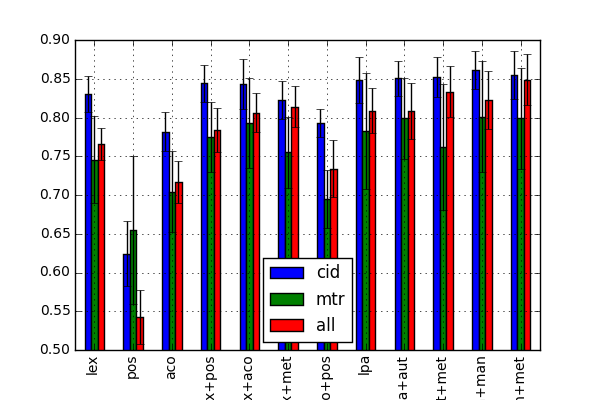 0.90
0.85
0.80
0.75
0.70
0.65
0.60
0.55
0.50
cid
mtr
all
lex
pos
aco
x+pos
x+aco
x+met
o+pos
lpa
a+aut
t+met
+man
n+met